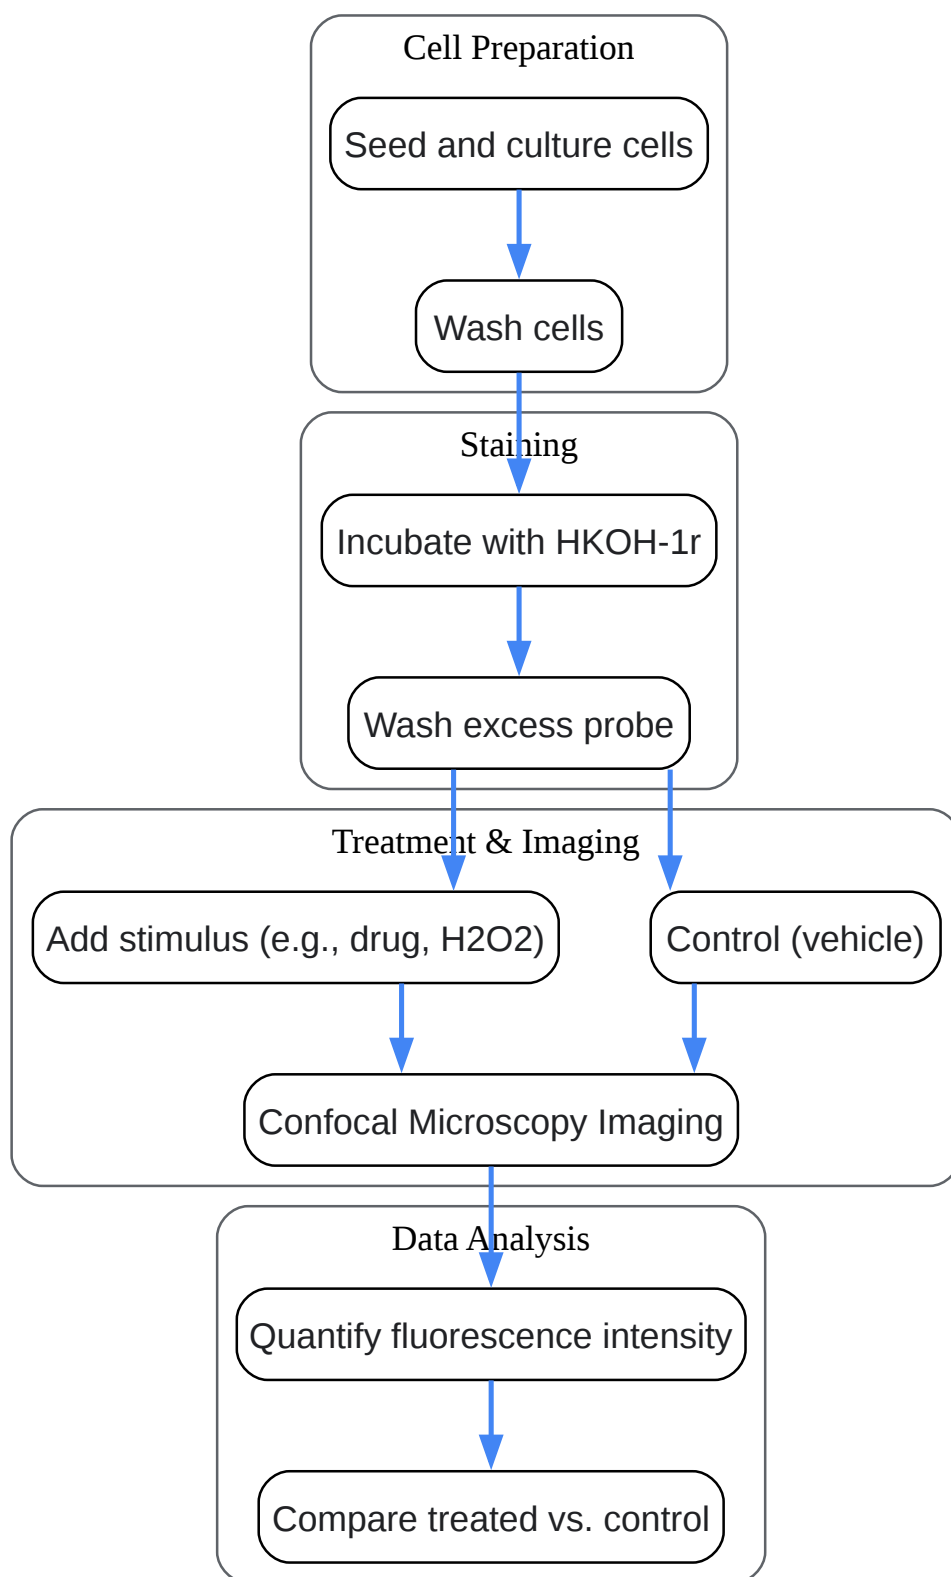 Cell Preparation
Seed and culture cells
Wash cells
Staining
Incubate with HKOH-1r
Wash excess probe
Treatment & Imaging
Add stimulus (e.g., drug, H2O2)
Control (vehicle)
Confocal Microscopy Imaging
Data Analysis
Quantify fluorescence intensity
Compare treated vs. control